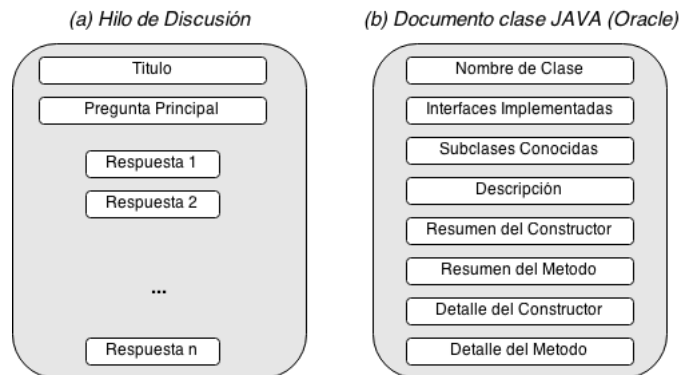 (a) Hilo de Discusión
Titulo
Pregunta Principal
Respuesta 1
Respuesta 2
...
Respuesta n
(b) Documento clase JAVA (Oracle)
Nombre de Clase
Interfaces Implementadas
Subclases Conocidas
Descripción
Resumen del Constructor
Resumen del Metodo
Detalle del Constructor
Detalle del Metodo